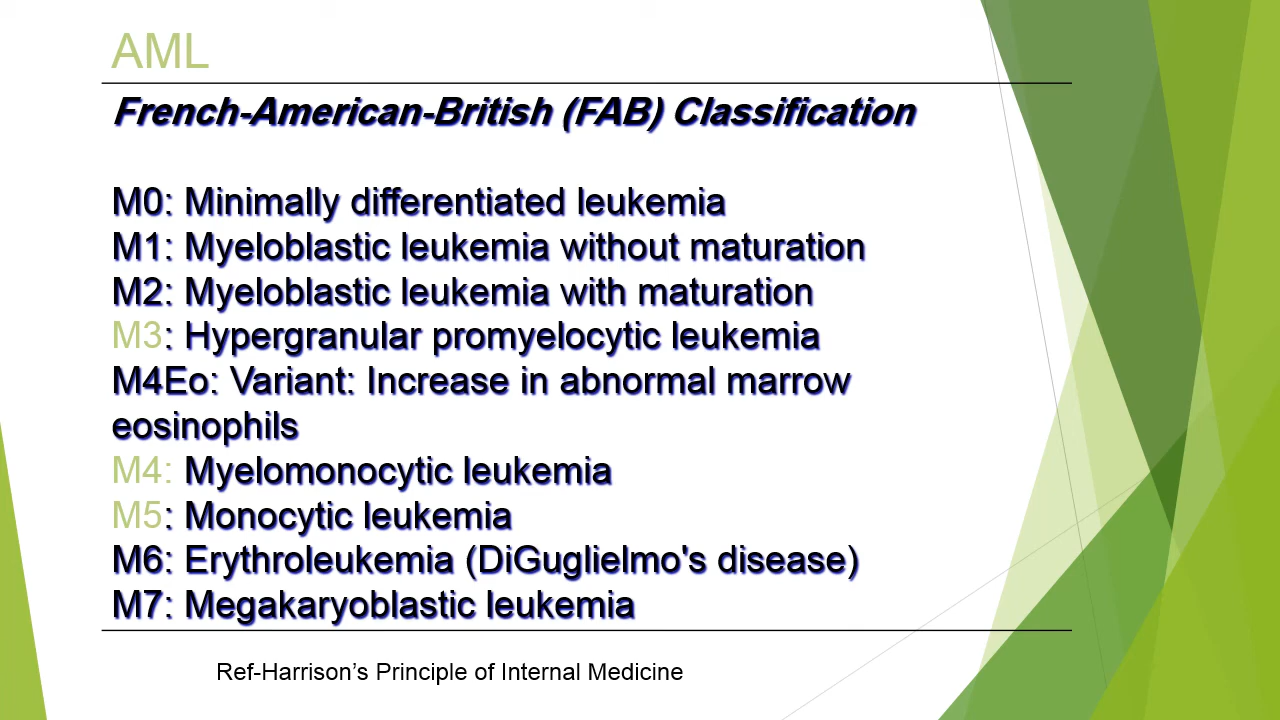 AML
French-American-British (FAB) Classification
M0: Minimally differentiated leukemia
M1: Myeloblastic leukemia without maturation
M2: Myeloblastic leukemia with maturation
M3: Hypergranular promyelocytic leukemia
M4Eo: Variant: Increase in abnormal marrow
eosinophils
M4: Myelomonocytic leukemia
M5: Monocytic leukemia
M6: Erythroleukemia (DiGuglielmo's disease)
M7: Megakaryoblastic leukemia
Ref-Harrison’s Principle of Internal Medicine